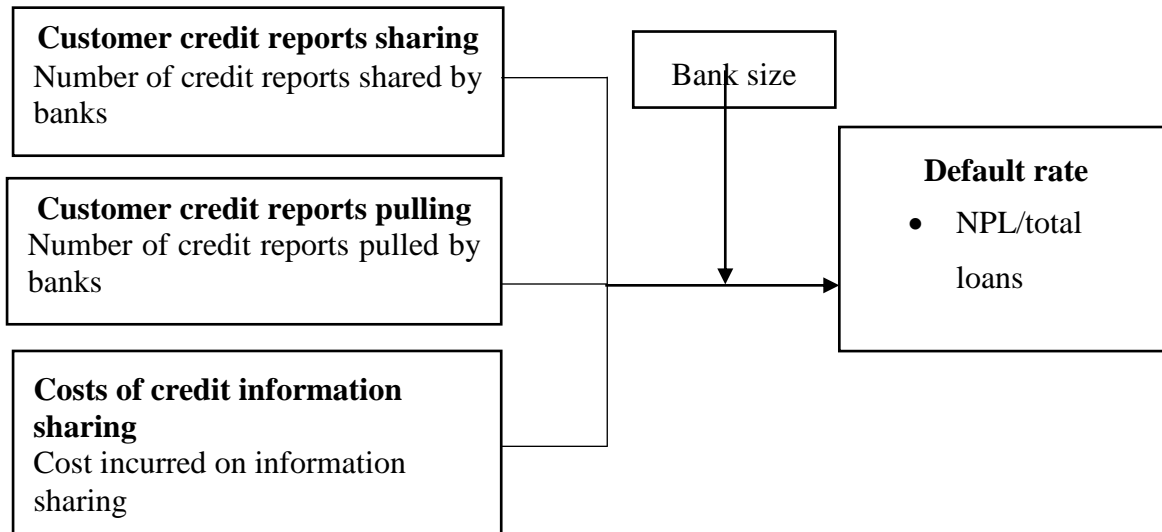 Customer credit reports sharing
Number of credit reports shared by
banks
Bank size
Customer credit reports pulling
Number of credit reports pulled by
banks
Costs of credit information
sharing
Cost incurred on information
sharing
Default rate
• NPL/total
loans